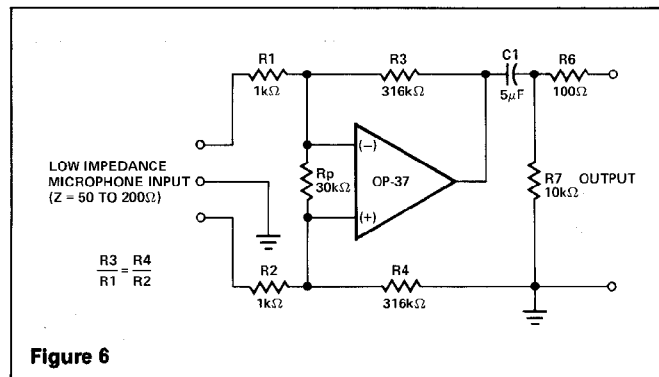 R1
1kΩ
R3
316kΩ
C1
5μF
R6
100Ω
LOW IMPEDANCE
MICROPHONE INPUT
(Z = 50 TO 200Ω)
Rp
30kΩ
(−)
OP-37
(+)
R7
10kΩ
OUTPUT
R3/R1 = R4/R2
R2
1kΩ
R4
316kΩ
Figure 6